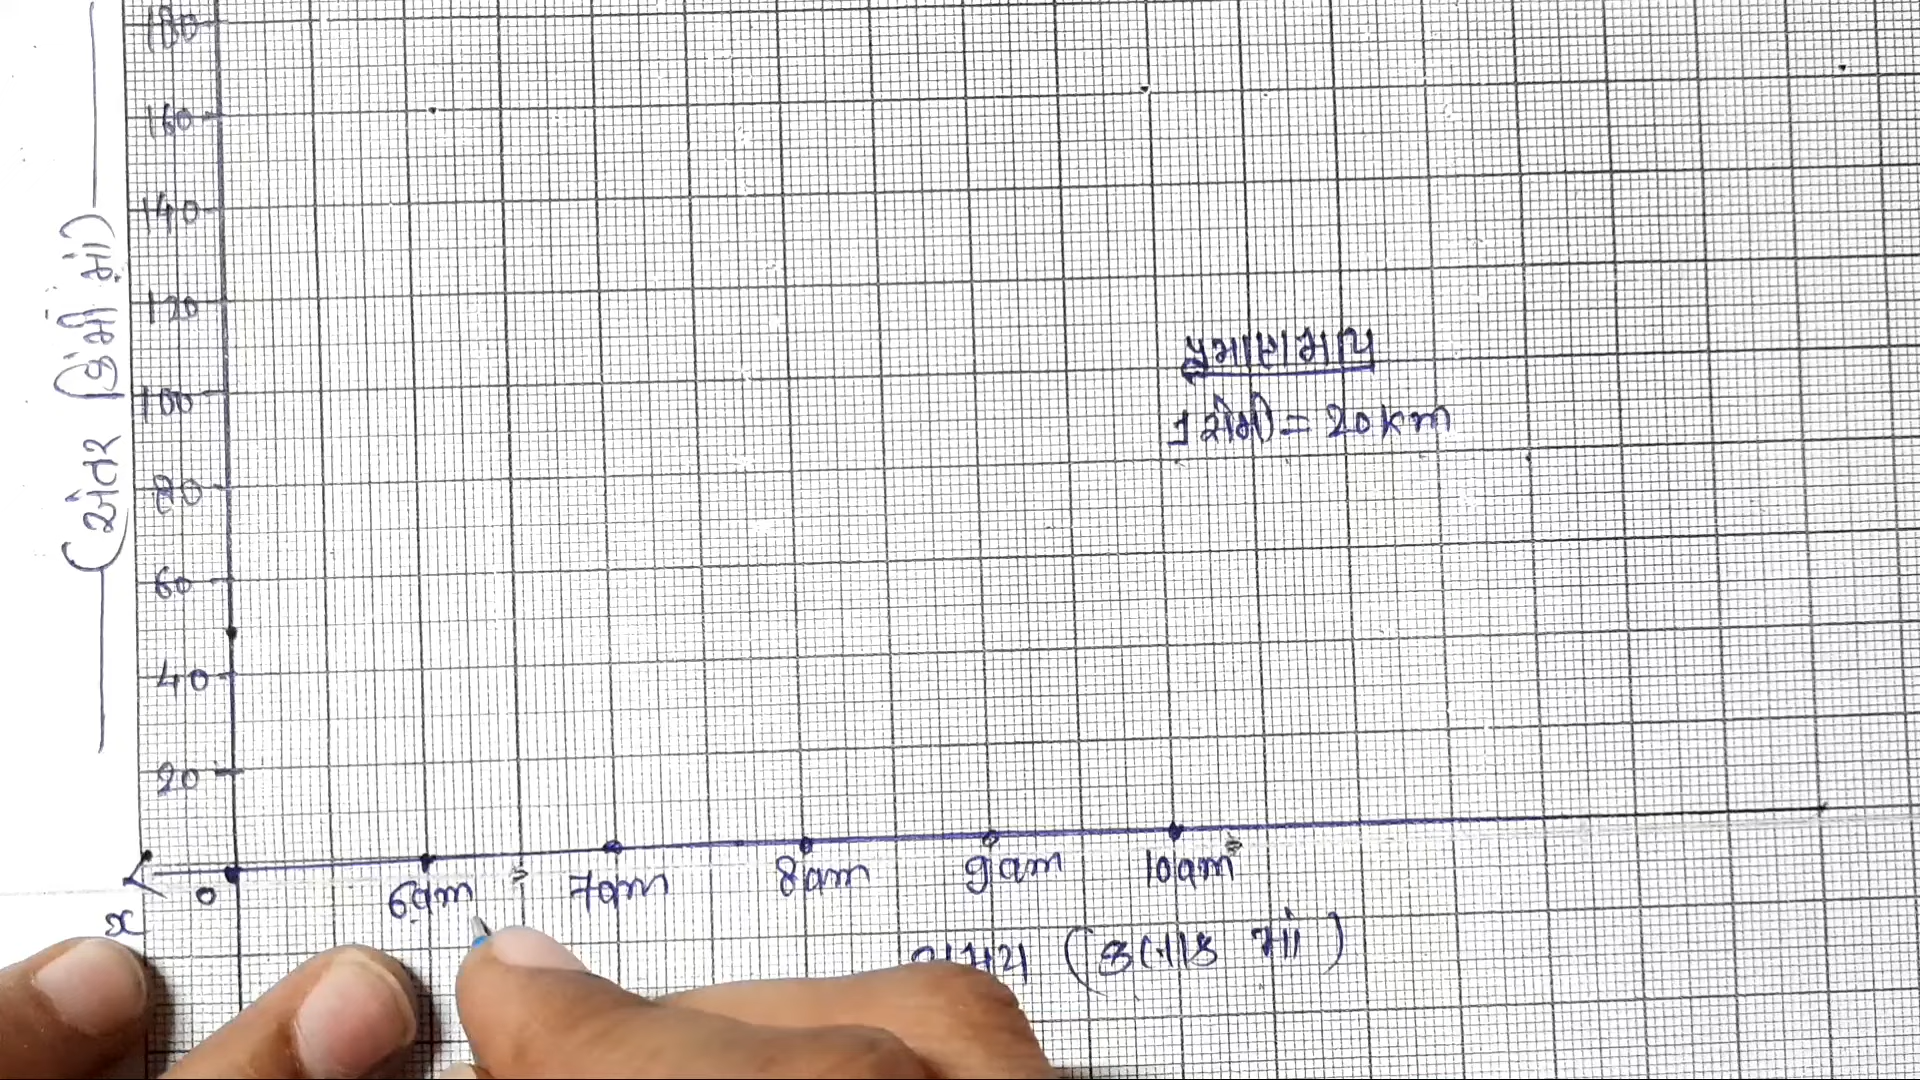 180
160
140
120
100
80
60
40
20
(અંતર કિમી માં)
પ્રમાણમાપ
1 સેમી = 20 km
0
6am
7am
8am
9am
10am
x
સમય (કલાક માં)